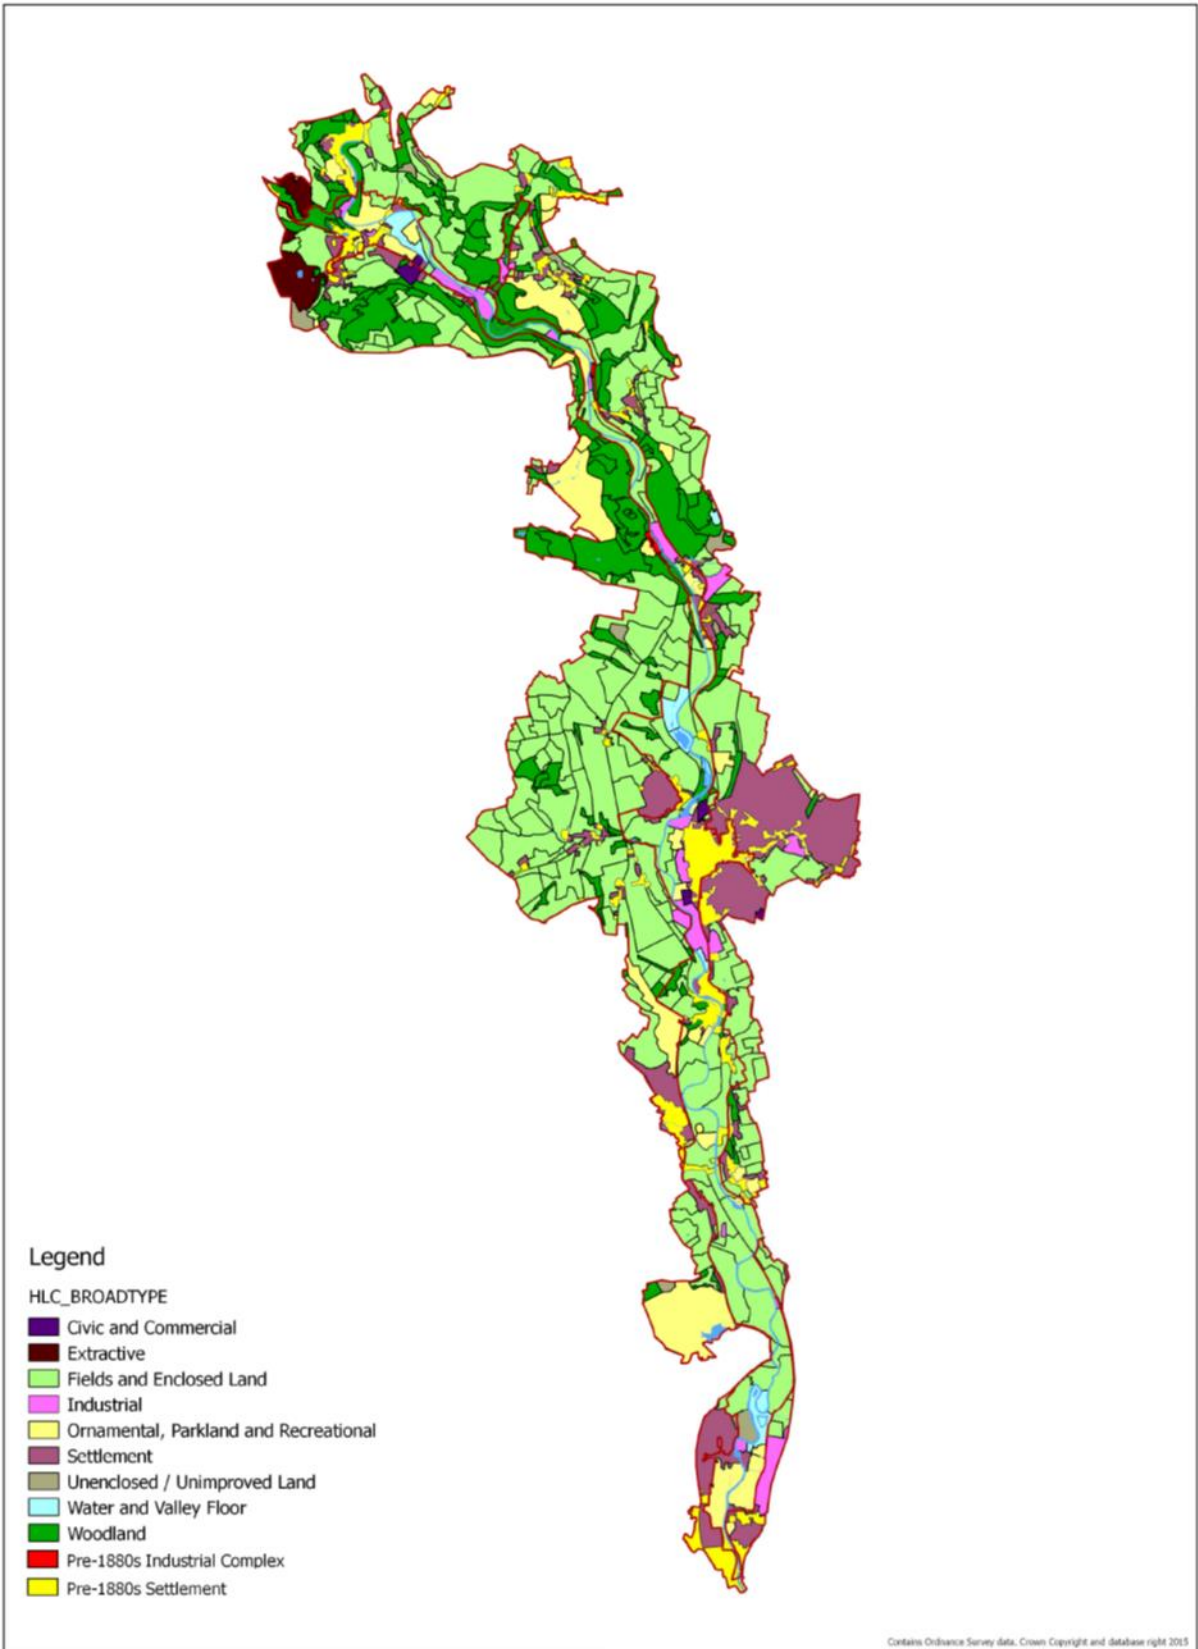 Legend
HLC_BROADTYPE
Civic and Commercial
Extractive
Fields and Enclosed Land
Industrial
Ornamental, Parkland and Recreational
Settlement
Unenclosed / Unimproved Land
Water and Valley Floor
Woodland
Pre-1880s Industrial Complex
Pre-1880s Settlement
Contains Ordnance Survey data. Crown Copyright and database right